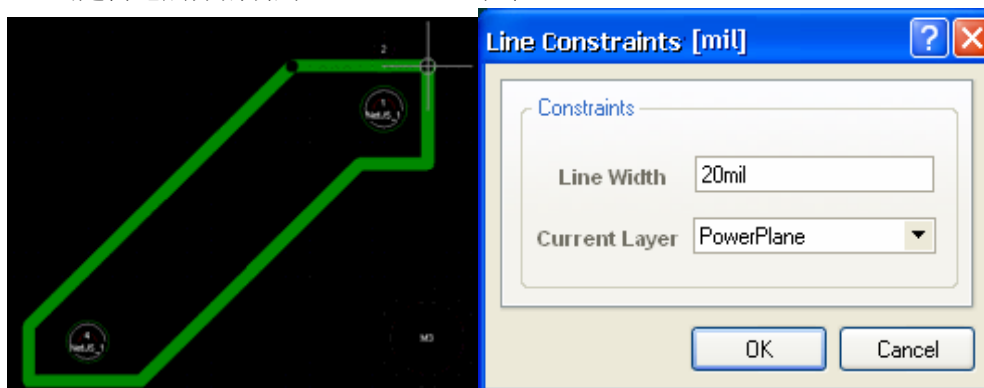 2
1
NetJ5_1
4
NetJ5_1
M3
Line Constraints [mil]
Constraints
Line Width 20mil
Current Layer PowerPlane
OK Cancel